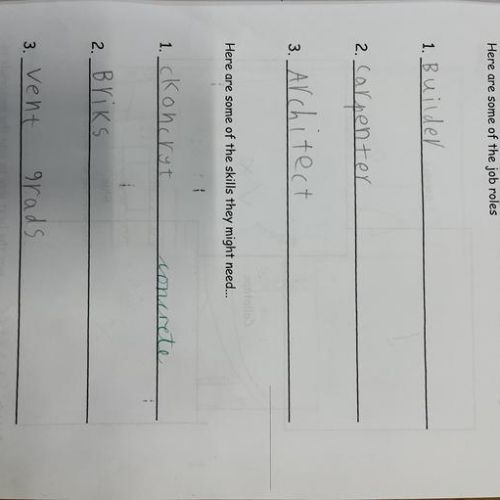 Here are some of the job roles
1. Builder
2. carpenter
3. Architect
Here are some of the skills they might need...
1. ckoncryt concrete
2. Briks
3. vent grads